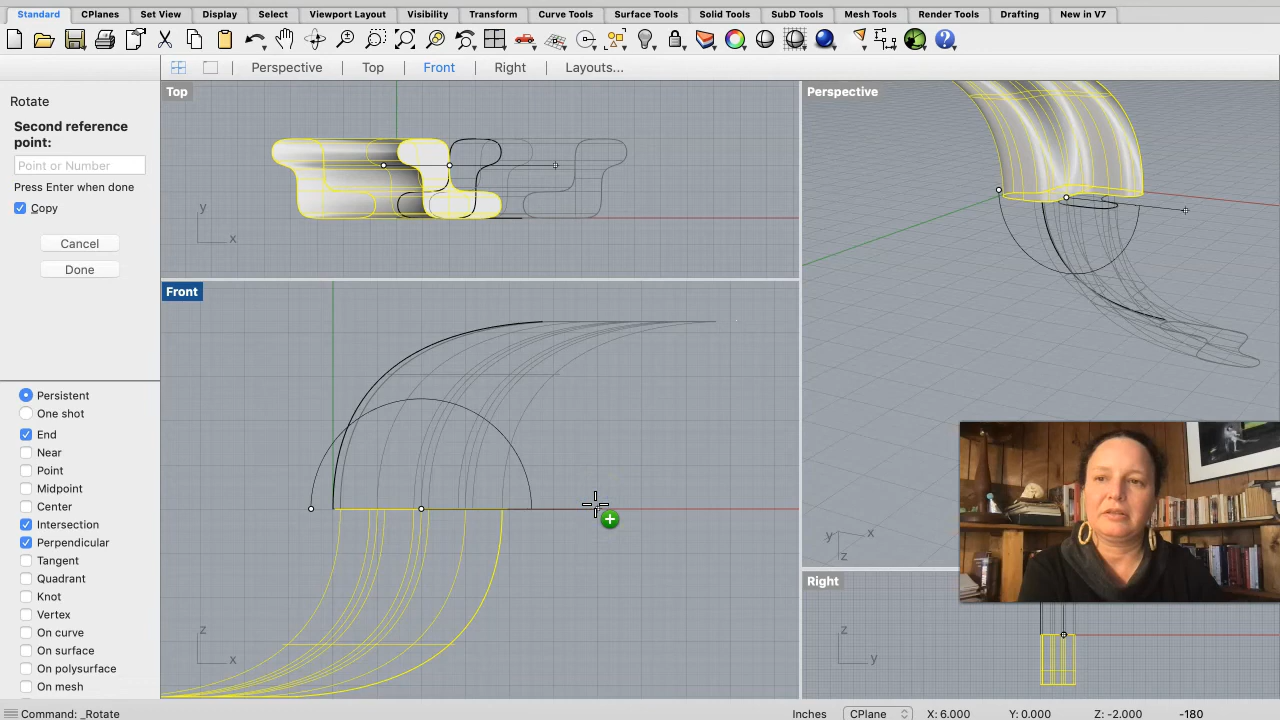 Standard CPlanes Set View Display Select Viewport Layout Visibility Transform Curve Tools Surface Tools Solid Tools SubD Tools Mesh Tools Render Tools Drafting New in V7
Perspective Top Front Right Layouts...
Rotate
Second reference
point:
Point or Number
Press Enter when done
Copy
Cancel
Done
Persistent
One shot
End
Near
Point
Midpoint
Center
Intersection
Perpendicular
Tangent
Quadrant
Knot
Vertex
On curve
On surface
On polysurface
On mesh
Top
y
x
Perspective
y
x
z
Front
z
x
Right
z
y
Command: _Rotate
Inches CPlane X: 6.000 Y: 0.000 Z: -2.000 -180